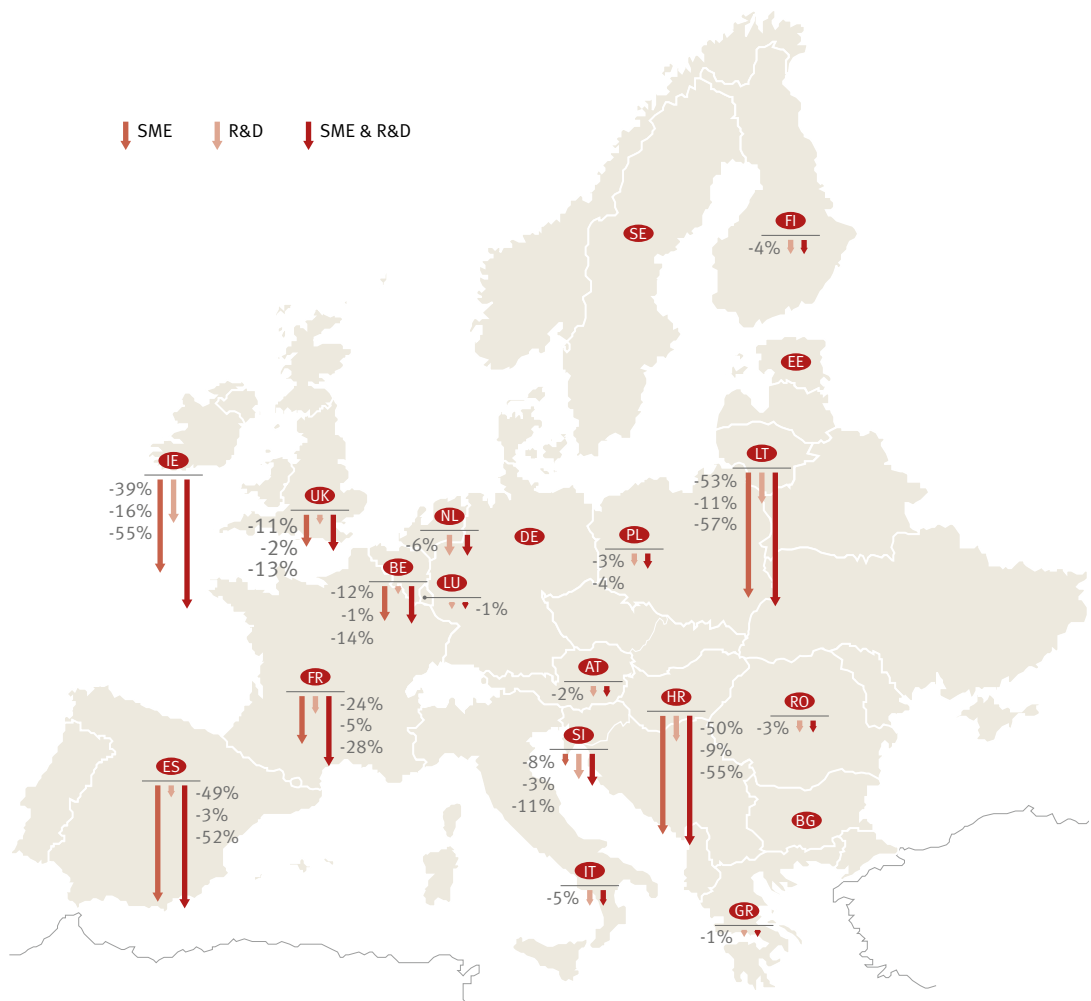 SME R&D SME & R&D
FI
-4%
SE
EE
IE
-39%
-16%
-55%
UK
-11%
-2%
-13%
NL
-6%
DE
PL
-3%
-4%
LT
-53%
-11%
-57%
BE
-12%
-1%
-14%
LU
-1%
FR
-24%
-5%
-28%
AT
-2%
HR
-50%
-9%
-55%
RO
-3%
SI
-8%
-3%
-11%
ES
-49%
-3%
-52%
BG
IT
-5%
GR
-1%